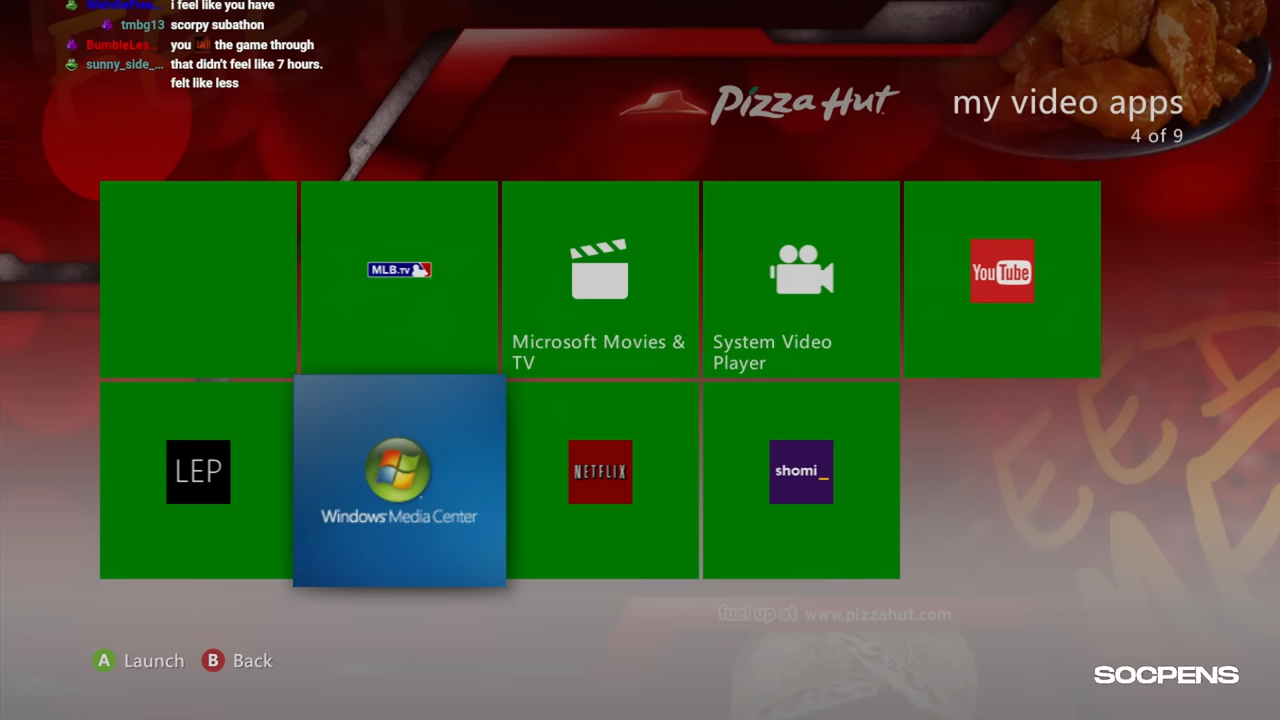 i feel like you have
tmbg13 scorpy subathon
BumbleLes... you the game through
sunny_side_... that didn't feel like 7 hours.
felt like less
Pizza Hut
my video apps
4 of 9
MLB.TV
Microsoft Movies &
TV
System Video
Player
YouTube
LEP
Windows Media Center
NETFLIX
shomi_
fuel up at www.pizzahut.com
A Launch B Back
SOCPENS